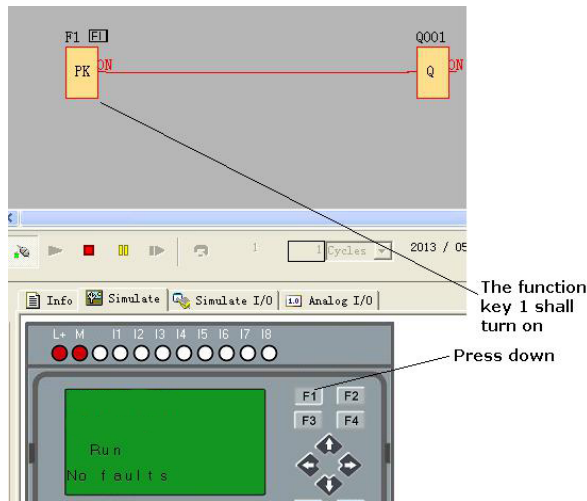 F1 F1 Q001
PK ON Q ON
1 1 Cycles 2013 / 05
The function
key 1 shall
turn on
Info Simulate Simulate I/O 1.0 Analog I/O
Press down
L+ M I1 I2 I3 I4 I5 I6 I7 I8
F1 F2
F3 F4
Run
No faults